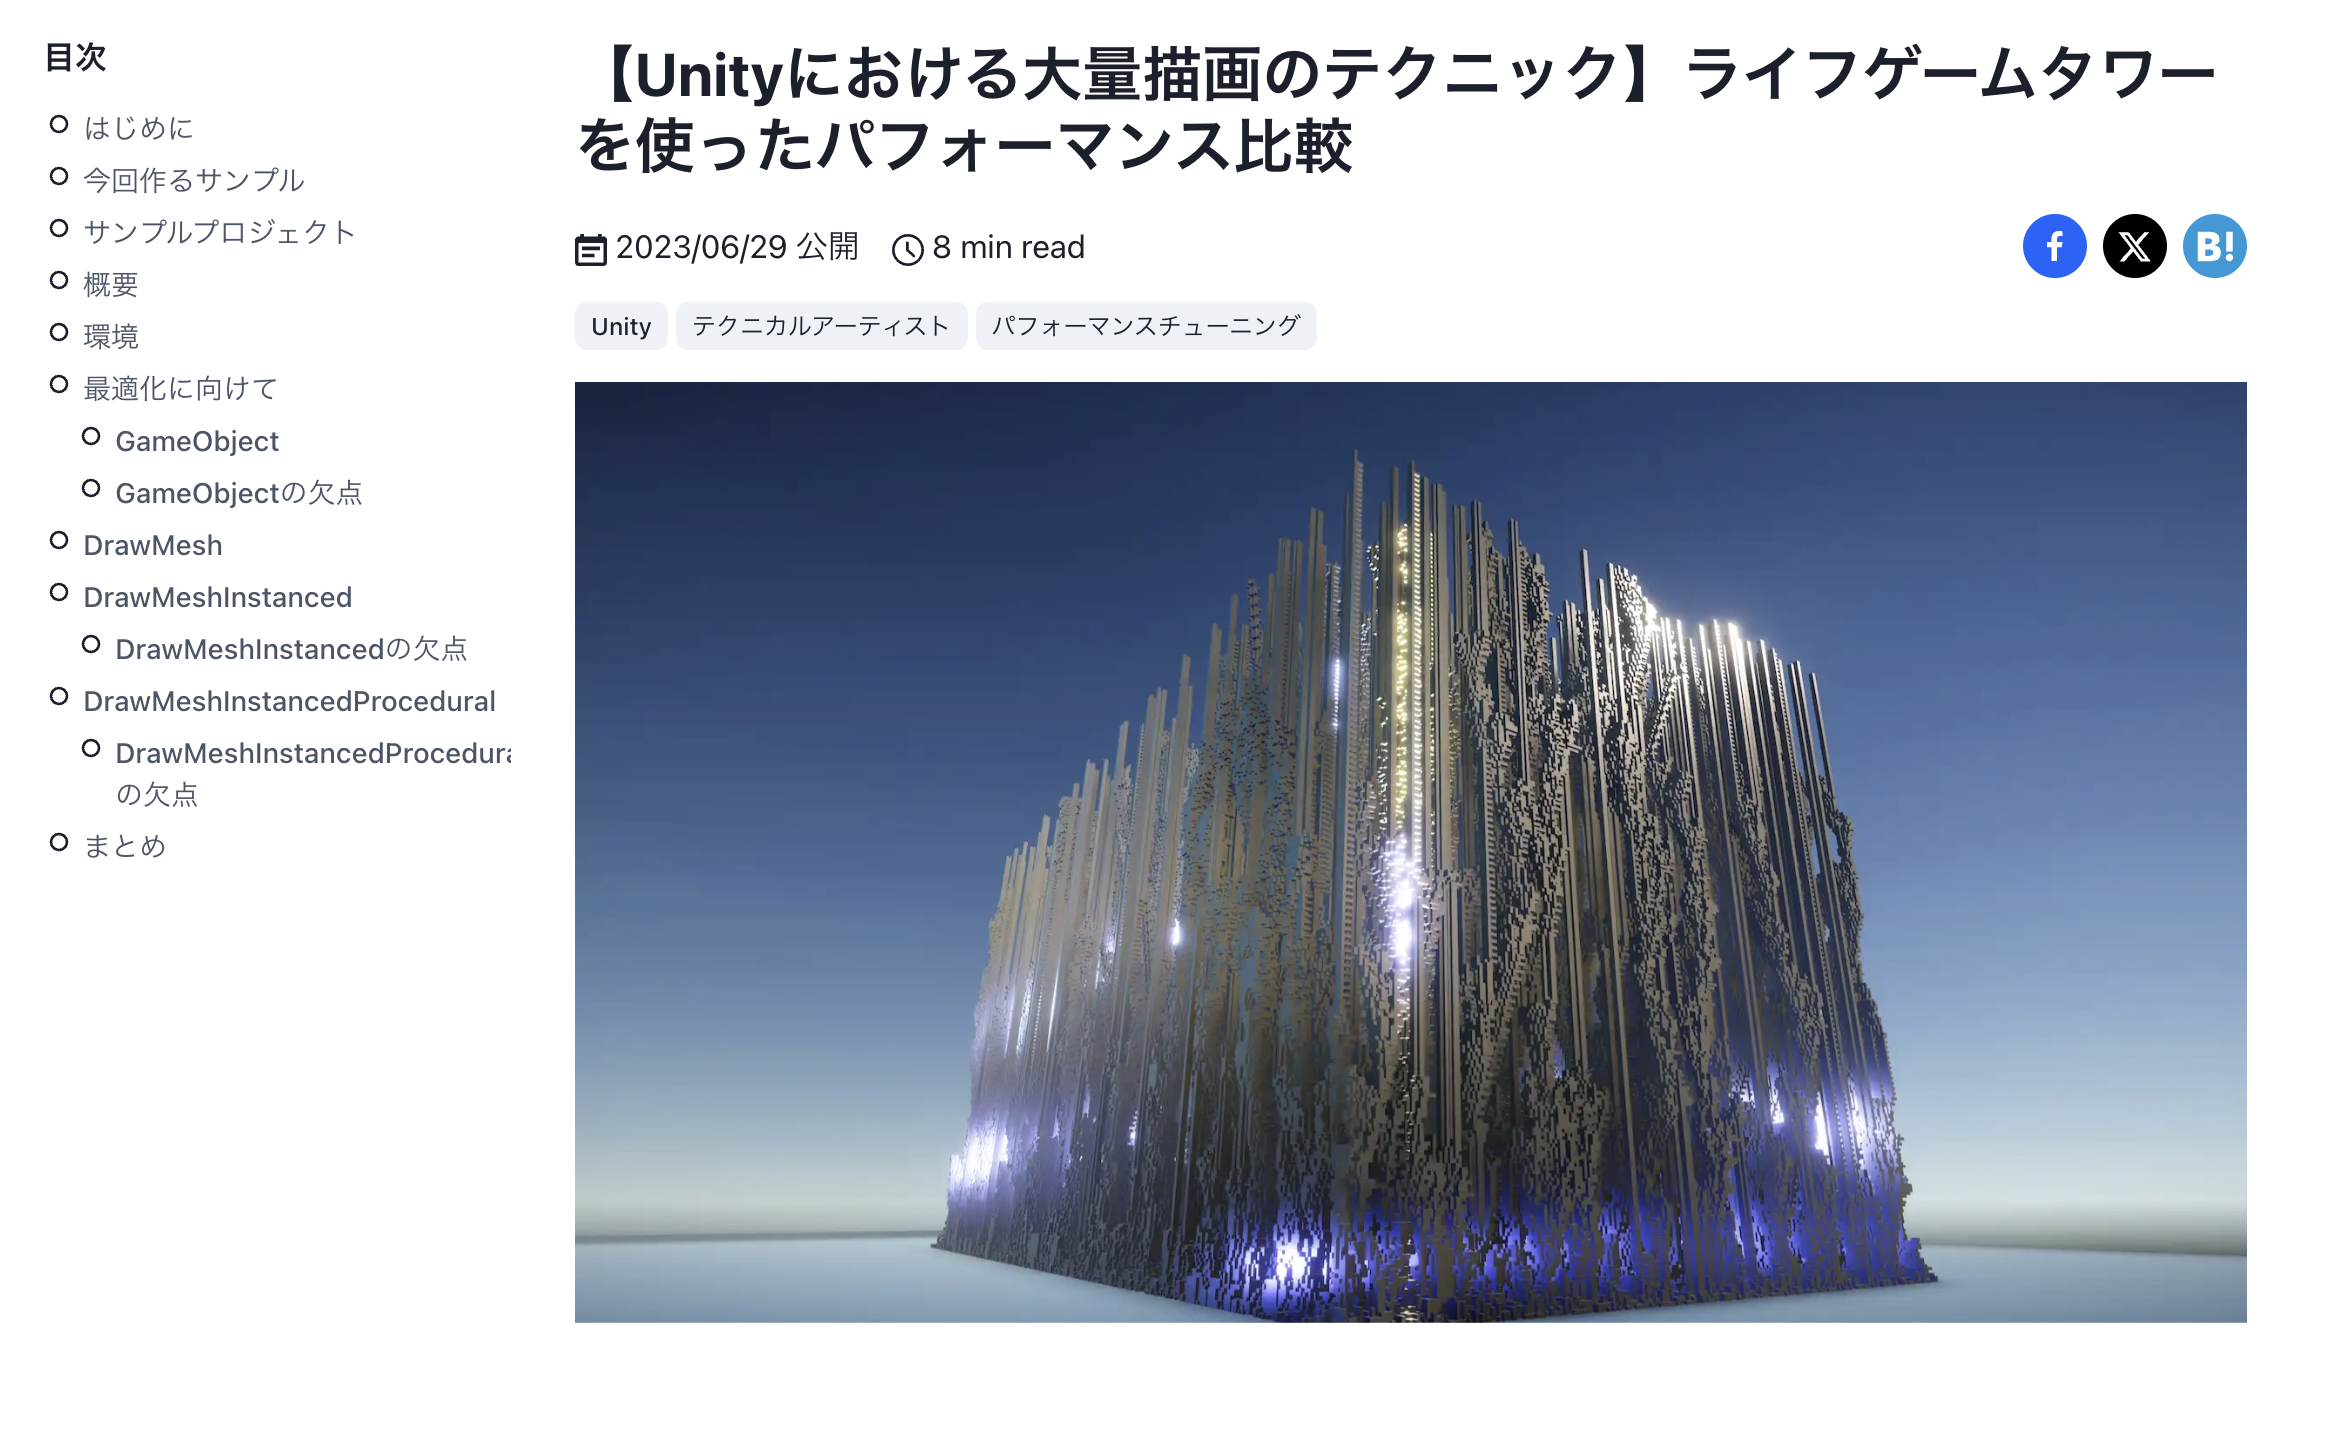 目次
はじめに
今回作るサンプル
サンプルプロジェクト
概要
環境
最適化に向けて
GameObject
GameObjectの欠点
DrawMesh
DrawMeshInstanced
DrawMeshInstancedの欠点
DrawMeshInstancedProcedural
DrawMeshInstancedProcedura
の欠点
まとめ
【Unityにおける大量描画のテクニック】ライフゲームタワー
を使ったパフォーマンス比較
2023/06/29 公開 8 min read
f X B!
Unity テクニカルアーティスト パフォーマンスチューニング